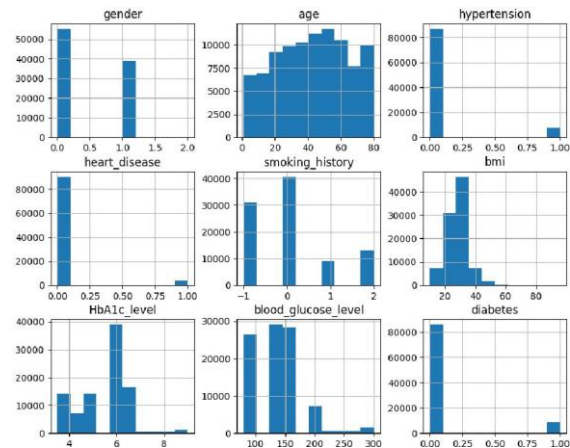 gender
50000
40000
30000
20000
10000
0
0.0 0.5 1.0 1.5 2.0
age
10000
7500
5000
2500
0
0 20 40 60 80
hypertension
80000
60000
40000
20000
0
0.00 0.25 0.50 0.75 1.00
heart_disease
80000
60000
40000
20000
0
0.00 0.25 0.50 0.75 1.00
smoking_history
40000
30000
20000
10000
0
−1 0 1 2
bmi
40000
30000
20000
10000
0
20 40 60 80
HbA1c_level
40000
30000
20000
10000
0
4 6 8
blood_glucose_level
30000
20000
10000
0
100 150 200 250 300
diabetes
80000
60000
40000
20000
0
0.00 0.25 0.50 0.75 1.00